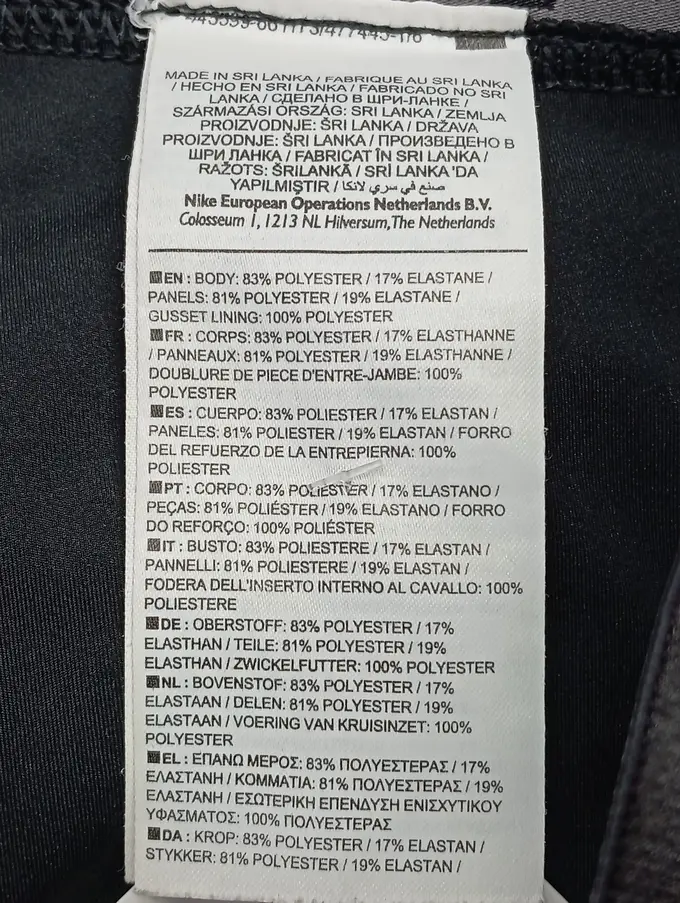 MADE IN SRI LANKA / FABRIQUE AU SRI LANKA
/ HECHO EN SRI LANKA / FABRICADO NO SRI
LANKA / СДЕЛАНО В ШРИ-ЛАНКЕ /
SZÁRMAZÁSI ORSZÁG: SRI LANKA / ZEMLJA
PROIZVODNJE: ŠRI LANKA / DRŽAVA
PROIZVODNJE: ŠRI LANKA / ПРОИЗВЕДЕНО В
ШРИ ЛАНКА / FABRICAT ÎN SRI LANKA /
RAŽOTS: ŠRILANKĀ / SRİ LANKA 'DA
YAPILMIŞTIR / صنع في سري لانكا
Nike European Operations Netherlands B.V.
Colosseum 1, 1213 NL Hilversum, The Netherlands
EN : BODY: 83% POLYESTER / 17% ELASTANE /
PANELS: 81% POLYESTER / 19% ELASTANE /
GUSSET LINING: 100% POLYESTER
FR : CORPS: 83% POLYESTER / 17% ELASTHANNE
/ PANNEAUX: 81% POLYESTER / 19% ELASTHANNE /
DOUBLURE DE PIECE D'ENTRE-JAMBE: 100%
POLYESTER
ES : CUERPO: 83% POLIESTER / 17% ELASTAN /
PANELES: 81% POLIESTER / 19% ELASTAN / FORRO
DEL REFUERZO DE LA ENTREPIERNA: 100%
POLIESTER
PT : CORPO: 83% POLIÉSTER / 17% ELASTANO /
PEÇAS: 81% POLIÉSTER / 19% ELASTANO / FORRO
DO REFORÇO: 100% POLIÉSTER
IT : BUSTO: 83% POLIESTERE / 17% ELASTAN /
PANNELLI: 81% POLIESTERE / 19% ELASTAN /
FODERA DELL'INSERTO INTERNO AL CAVALLO: 100%
POLIESTERE
DE : OBERSTOFF: 83% POLYESTER / 17%
ELASTHAN / TEILE: 81% POLYESTER / 19%
ELASTHAN / ZWICKELFUTTER: 100% POLYESTER
NL : BOVENSTOF: 83% POLYESTER / 17%
ELASTAAN / DELEN: 81% POLYESTER / 19%
ELASTAAN / VOERING VAN KRUISINZET: 100%
POLYESTER
EL : ΕΠΑΝΩ ΜΕΡΟΣ: 83% ΠΟΛΥΕΣΤΕΡΑΣ / 17%
ΕΛΑΣΤΑΝΗ / ΚΟΜΜΑΤΙΑ: 81% ΠΟΛΥΕΣΤΕΡΑΣ / 19%
ΕΛΑΣΤΑΝΗ / ΕΣΩΤΕΡΙΚΗ ΕΠΕΝΔΥΣΗ ΕΝΙΣΧΥΤΙΚΟΥ
ΥΦΑΣΜΑΤΟΣ: 100% ΠΟΛΥΕΣΤΕΡΑΣ
DA : KROP: 83% POLYESTER / 17% ELASTAN /
STYKKER: 81% POLYESTER / 19% ELASTAN /